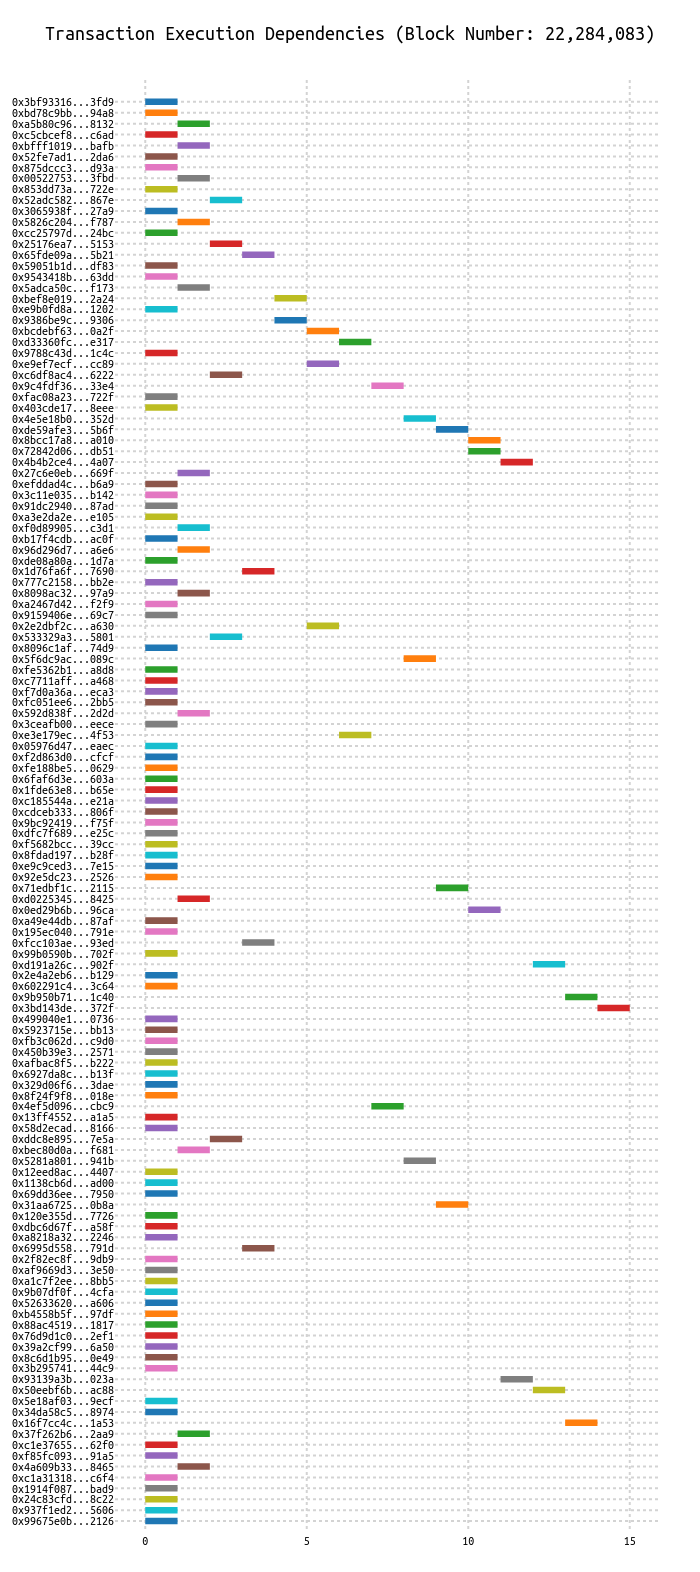 Transaction Execution Dependencies (Block Number: 22,284,083)
0x3bf93316...3fd9
0xbd78c9bb...94a8
0xa5b80c96...8132
0xc5cbcef8...c6ad
0xbfff1019...bafb
0x52fe7ad1...2da6
0x875dccc3...d93a
0x00522753...3fbd
0x853dd73a...722e
0x52adc582...867e
0x3065938f...27a9
0x5826c204...f787
0xcc25797d...24bc
0x25176ea7...5153
0x65fde09a...5b21
0x59051b1d...df83
0x9543418b...63dd
0x5adca50c...f173
0xbef8e019...2a24
0xe9b0fd8a...1202
0x9386be9c...9306
0xbcdebf63...0a2f
0xd33360fc...e317
0x9788c43d...1c4c
0xe9ef7ecf...cc89
0xc6df8ac4...6222
0x9c4fdf36...33e4
0xfac08a23...722f
0x403cde17...8eee
0x4e5e18b0...352d
0xde59afe3...5b6f
0x8bcc17a8...a010
0x72842d06...db51
0x4b4b2ce4...4a07
0x27c6e0eb...669f
0xefddad4c...b6a9
0x3c11e035...b142
0x91dc2940...87ad
0xa3e2da2e...e105
0xf0d89905...c3d1
0xb17f4cdb...ac0f
0x96d296d7...a6e6
0xde08a80a...1d7a
0x1d76fa6f...7690
0x777c2158...bb2e
0x8098ac32...97a9
0xa2467d42...f2f9
0x9159406e...69c7
0x2e2dbf2c...a630
0x533329a3...5801
0x8096c1af...74d9
0x5f6dc9ac...089c
0xfe5362b1...a8d8
0xc7711aff...a468
0xf7d0a36a...eca3
0xfc051ee6...2bb5
0x592d838f...2d2d
0x3ceafb00...eece
0xe3e179ec...4f53
0x05976d47...eaec
0xf2d863d0...cfcf
0xfe188be5...0629
0x6faf6d3e...603a
0x1fde63e8...b65e
0xc185544a...e21a
0xcdceb333...806f
0x9bc92419...f75f
0xdfc7f689...e25c
0xf5682bcc...39cc
0x8fdad197...b28f
0xe9c9ced3...7e15
0x92e5dc23...2526
0x71edbf1c...2115
0xd0225345...8425
0x0ed29b6b...96ca
0xa49e44db...87af
0x195ec040...791e
0xfcc103ae...93ed
0x99b0590b...702f
0xd191a26c...902f
0x2e4a2eb6...b129
0x602291c4...3c64
0x9b950b71...1c40
0x3bd143de...372f
0x499040e1...0736
0x5923715e...bb13
0xfb3c062d...c9d0
0x450b39e3...2571
0xafbac8f5...b222
0x6927da8c...b13f
0x329d06f6...3dae
0x8f24f9f8...018e
0x4ef5d096...cbc9
0x13ff4552...a1a5
0x58d2ecad...8166
0xddc8e895...7e5a
0xbec80d0a...f681
0x5281a801...941b
0x12eed8ac...4407
0x1138cb6d...ad00
0x69dd36ee...7950
0x31aa6725...0b8a
0x120e355d...7726
0xdbc6d67f...a58f
0xa8218a32...2246
0x6995d558...791d
0x2f82ec8f...9db9
0xaf9669d3...3e50
0xa1c7f2ee...8bb5
0x9b07df0f...4cfa
0x52633620...a606
0xb4558b5f...97df
0x88ac4519...1817
0x76d9d1c0...2ef1
0x39a2cf99...6a50
0x8c6d1b95...0e49
0x3b295741...44c9
0x93139a3b...023a
0x50eebf6b...ac88
0x5e18af03...9ecf
0x34da58c5...8974
0x16f7cc4c...1a53
0x37f262b6...2aa9
0xc1e37655...62f0
0xf85fc093...91a5
0x4a609b33...8465
0xc1a31318...c6f4
0x1914f087...bad9
0x24c83cfd...8c22
0x937f1ed2...5606
0x99675e0b...2126
0 5 10 15